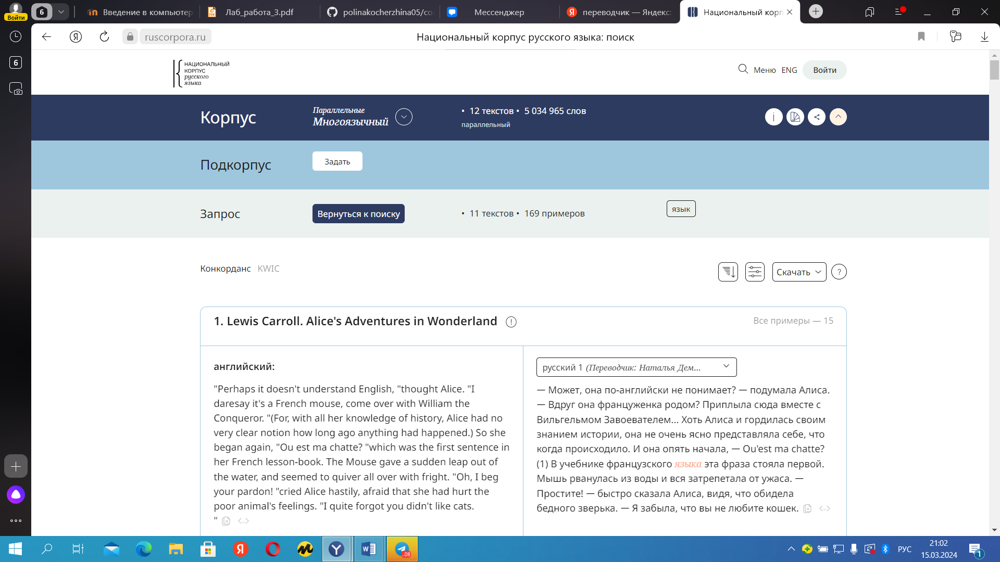 Войти
6
Введение в компьютер
Лаб_работа_3.pdf
polinakocherzhina05/co
Мессенджер
переводчик — Яндекс:
Национальный корп
ruscorpora.ru
Национальный корпус русского языка: поиск
6
НАЦИОНАЛЬНЫЙ
КОРПУС
русского
языка
Меню ENG Войти
Корпус
Параллельные
Многоязычный
• 12 текстов • 5 034 965 слов
параллельный
Подкорпус
Задать
Запрос
Вернуться к поиску
• 11 текстов • 169 примеров
язык
Конкорданс KWIC
Скачать
?
1. Lewis Carroll. Alice's Adventures in Wonderland
Все примеры — 15
английский:
"Perhaps it doesn't understand English, "thought Alice. "I
daresay it's a French mouse, come over with William the
Conqueror. "(For, with all her knowledge of history, Alice had no
very clear notion how long ago anything had happened.) So she
began again, "Ou est ma chatte? "which was the first sentence in
her French lesson-book. The Mouse gave a sudden leap out of
the water, and seemed to quiver all over with fright. "Oh, I beg
your pardon! "cried Alice hastily, afraid that she had hurt the
poor animal's feelings. "I quite forgot you didn't like cats.
"
русский 1 (Переводчик: Наталья Дем...
— Может, она по-английски не понимает? — подумала Алиса.
— Вдруг она француженка родом? Приплыла сюда вместе с
Вильгельмом Завоевателем... Хоть Алиса и гордилась своим
знанием истории, она не очень ясно представляла себе, что
когда происходило. И она опять начала, — Ou'est ma chatte?
(1) В учебнике французского языка эта фраза стояла первой.
Мышь рванулась из воды и вся затрепетала от ужаса. —
Простите! — быстро сказала Алиса, видя, что обидела
бедного зверька. — Я забыла, что вы не любите кошек.
..08
РУС
21:02
15.03.2024
1